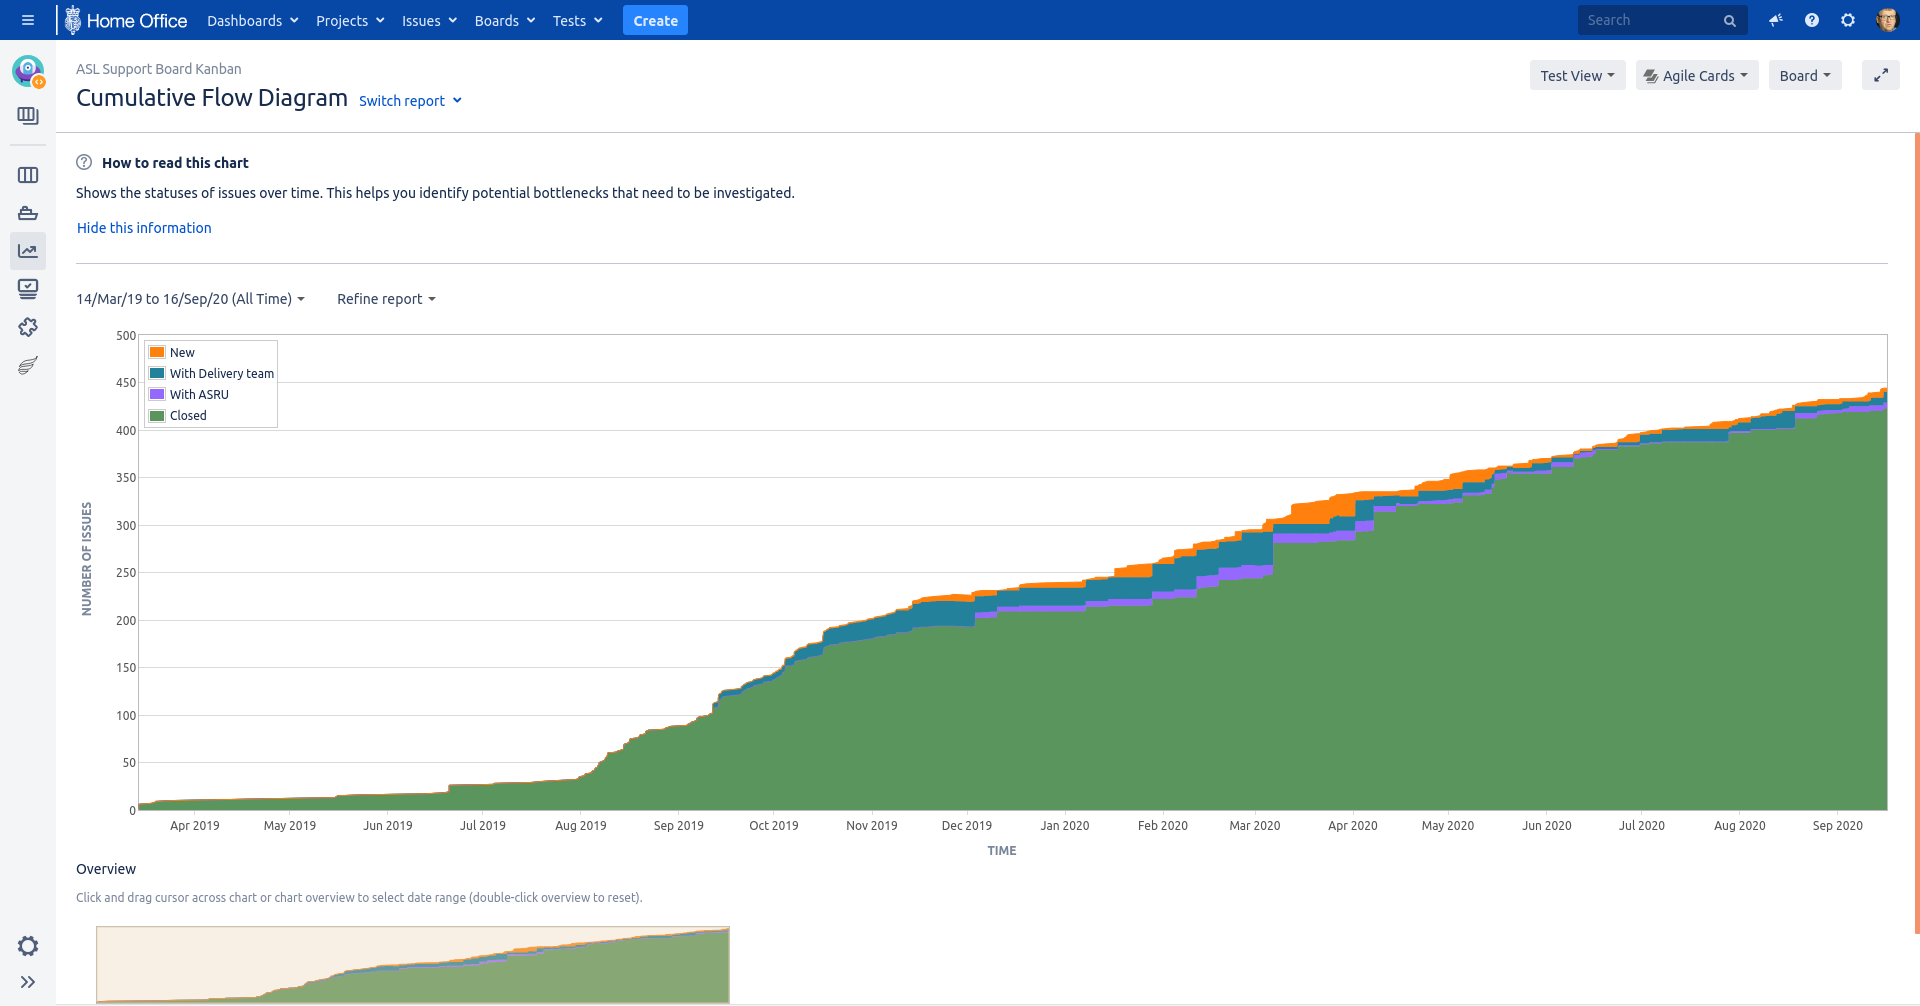 Home Office Dashboards Projects Issues Boards Tests Create Search
ASL Support Board Kanban
Cumulative Flow Diagram Switch report
Test View Agile Cards Board
How to read this chart
Shows the statuses of issues over time. This helps you identify potential bottlenecks that need to be investigated.
Hide this information
14/Mar/19 to 16/Sep/20 (All Time) Refine report
New
With Delivery team
With ASRU
Closed
500
450
400
350
300
250
200
150
100
50
0
NUMBER OF ISSUES
Apr 2019 May 2019 Jun 2019 Jul 2019 Aug 2019 Sep 2019 Oct 2019 Nov 2019 Dec 2019 Jan 2020 Feb 2020 Mar 2020 Apr 2020 May 2020 Jun 2020 Jul 2020 Aug 2020 Sep 2020
TIME
Overview
Click and drag cursor across chart or chart overview to select date range (double-click overview to reset).